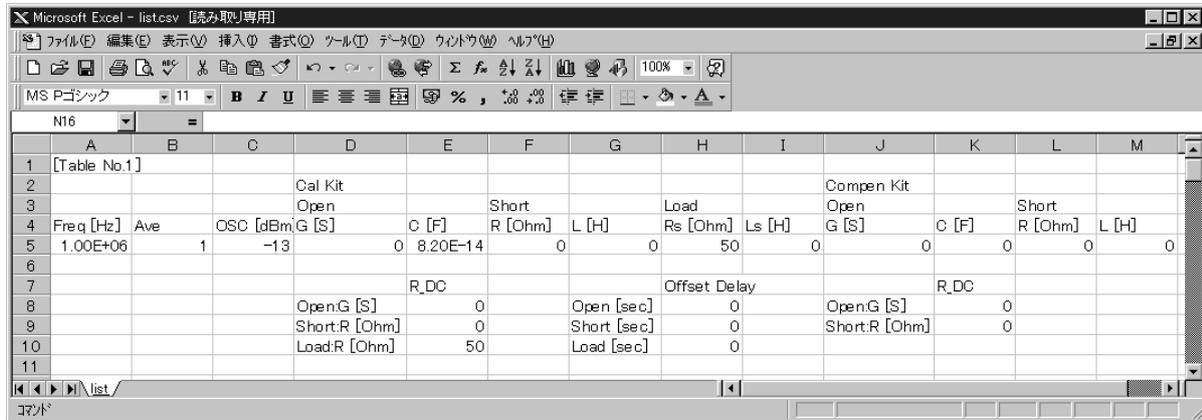 Microsoft Excel - list.csv [読み取り専用]
ファイル(F) 編集(E) 表示(V) 挿入(I) 書式(O) ツール(T) データ(D) ウィンドウ(W) ヘルプ(H)
100%
MS Pゴシック 11 B I U % ,
N16 =
A B C D E F G H I J K L M
1 [Table No.1]
2 Cal Kit Compen Kit
3 Open Short Load Open Short
4 Freq [Hz] Ave OSC [dBm] G [S] C [F] R [Ohm] L [H] Rs [Ohm] Ls [H] G [S] C [F] R [Ohm] L [H]
5 1.00E+06 1 -13 0 8.20E-14 0 0 50 0 0 0 0 0
6
7 R_DC Offset Delay R_DC
8 Open:G [S] 0 Open [sec] 0 Open:G [S] 0
9 Short:R [Ohm] 0 Short [sec] 0 Short:R [Ohm] 0
10 Load:R [Ohm] 50 Load [sec] 0
11
list
コマンド